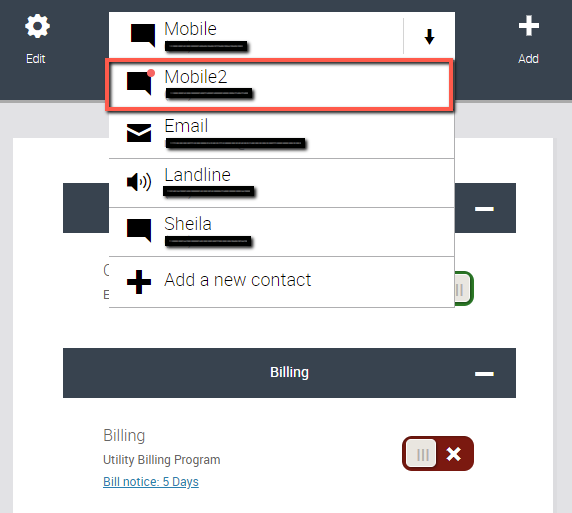 Mobile
Edit
Add
Mobile2
Email
Landline
Sheila
Add a new contact
Billing
Billing
Utility Billing Program
Bill notice: 5 Days